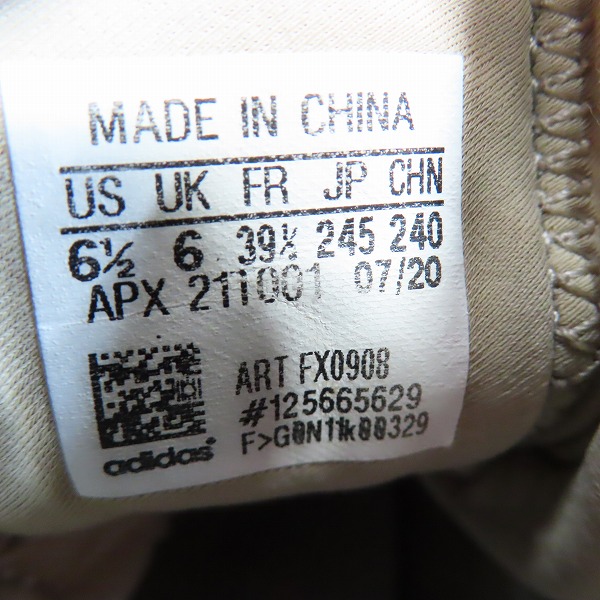 MADE IN CHINA
US UK FR JP CHN
6½ 6 39⅓ 245 240
APX 211001 07/20
ART FX0908
#125665629
adidas